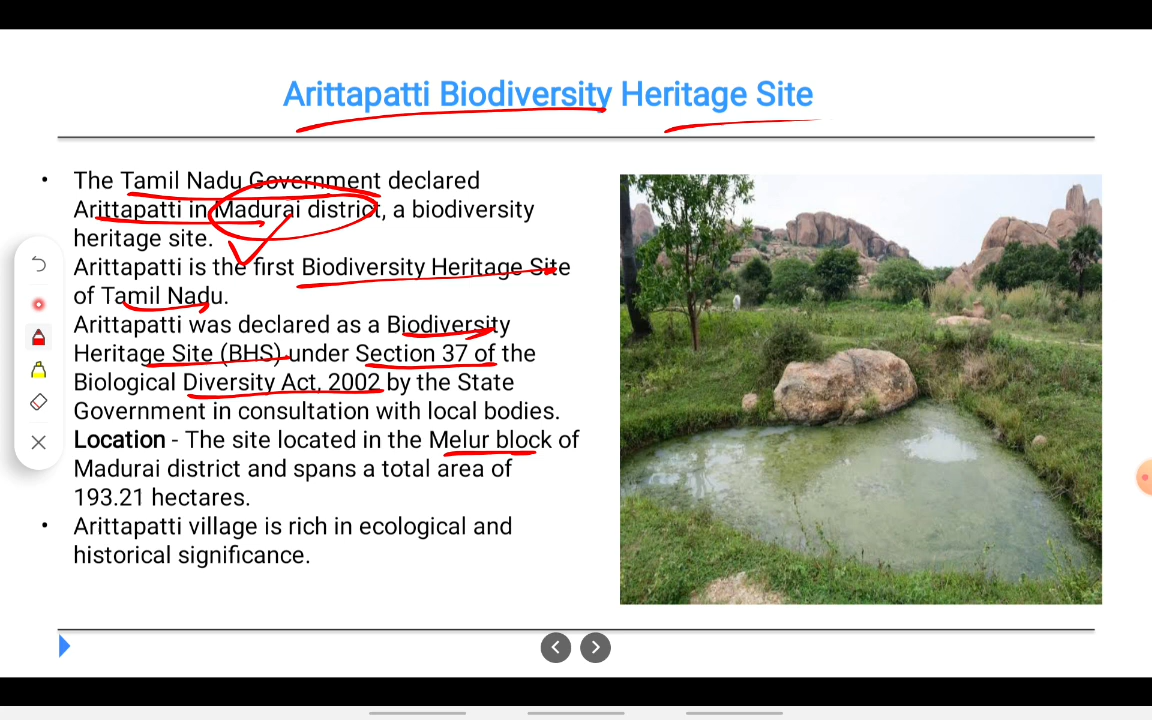 Arittapatti Biodiversity Heritage Site
• The Tamil Nadu Government declared
Arittapatti in Madurai district, a biodiversity
heritage site.
Arittapatti is the first Biodiversity Heritage Site
of Tamil Nadu.
Arittapatti was declared as a Biodiversity
Heritage Site (BHS) under Section 37 of the
Biological Diversity Act, 2002 by the State
Government in consultation with local bodies.
Location - The site located in the Melur block of
Madurai district and spans a total area of
193.21 hectares.
• Arittapatti village is rich in ecological and
historical significance.